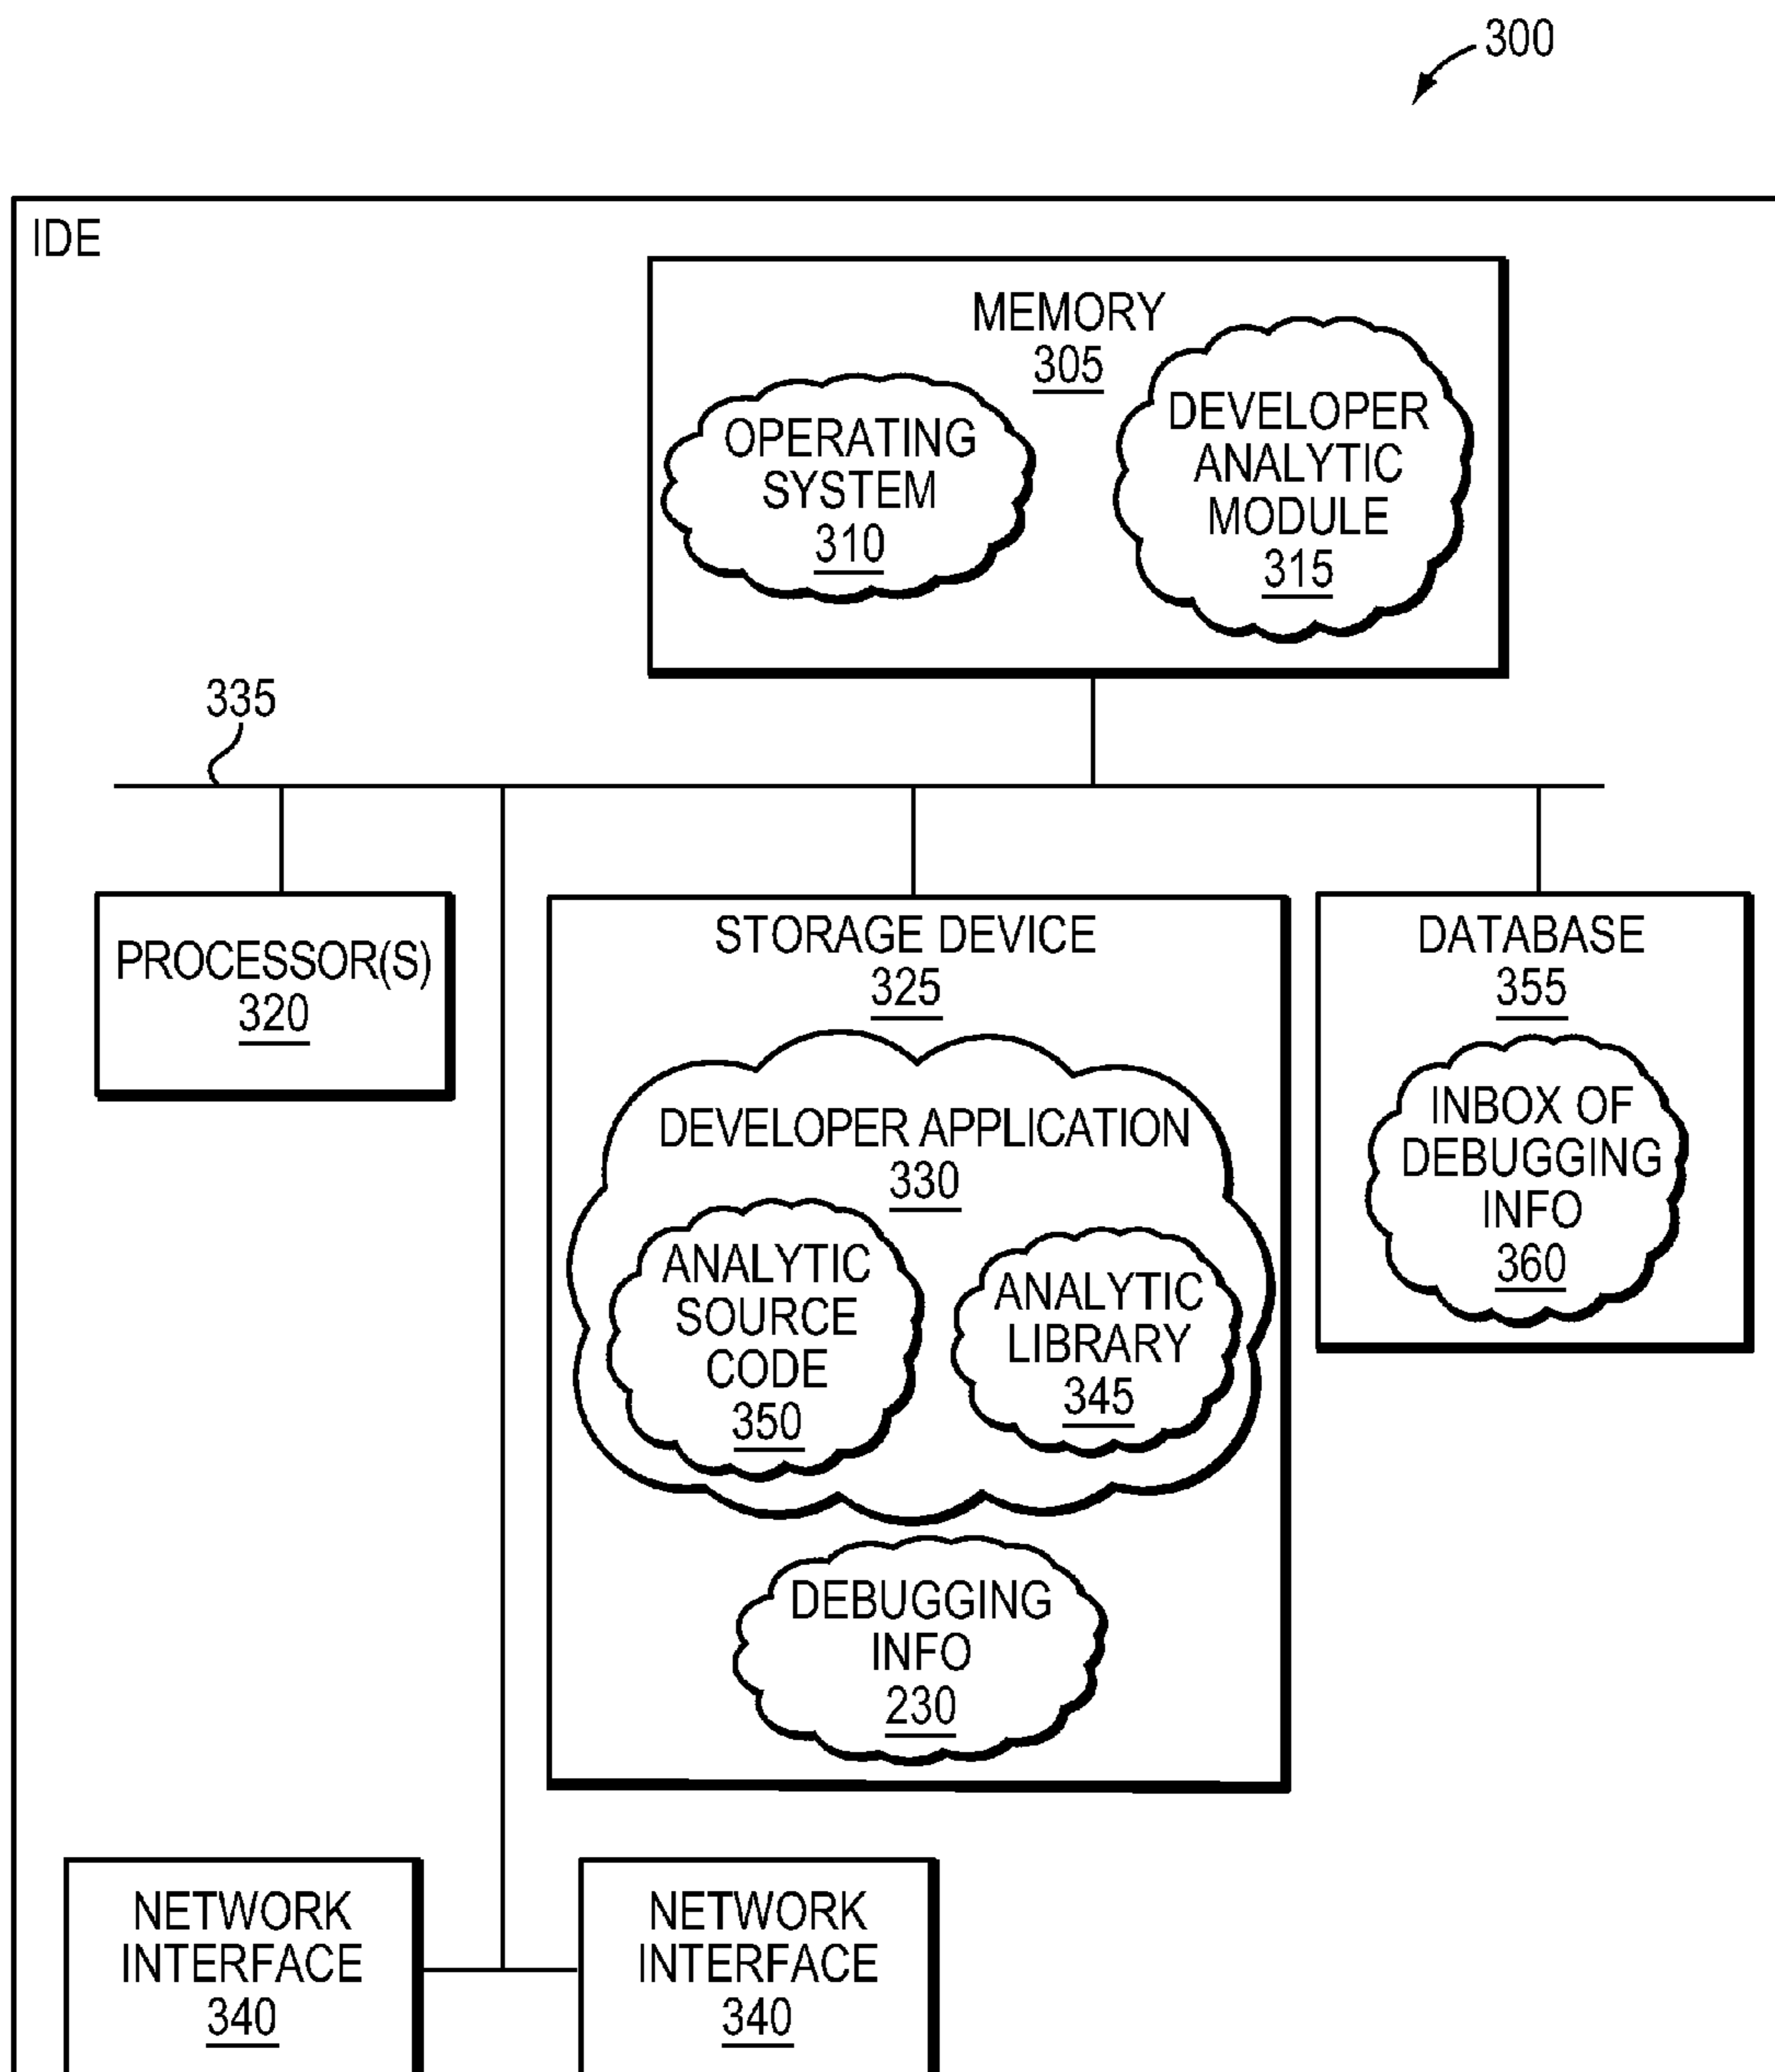 300
IDE
MEMORY
305
OPERATING
SYSTEM
310
DEVELOPER
ANALYTIC
MODULE
315
335
PROCESSOR(S)
320
STORAGE DEVICE
325
DEVELOPER APPLICATION
330
ANALYTIC
SOURCE
CODE
350
ANALYTIC
LIBRARY
345
DEBUGGING
INFO
230
DATABASE
355
INBOX OF
DEBUGGING
INFO
360
NETWORK
INTERFACE
340
NETWORK
INTERFACE
340